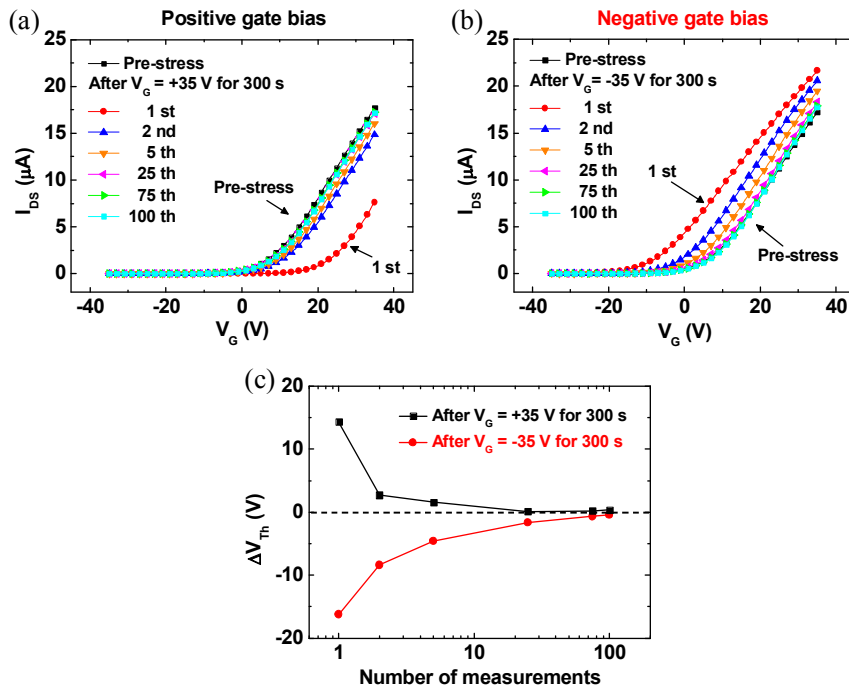 (a)
Positive gate bias
Pre-stress
After V_G = +35 V for 300 s
1 st
2 nd
5 th
25 th
75 th
100 th
Pre-stress
1 st
I_DS (µA)
25
20
15
10
5
0
-40 -20 0 20 40
V_G (V)
(b)
Negative gate bias
Pre-stress
After V_G = -35 V for 300 s
1 st
2 nd
5 th
25 th
75 th
100 th
1 st
Pre-stress
I_DS (µA)
25
20
15
10
5
0
-40 -20 0 20 40
V_G (V)
(c)
After V_G = +35 V for 300 s
After V_G = -35 V for 300 s
ΔV_Th (V)
20
10
0
-10
-20
1 10 100
Number of measurements